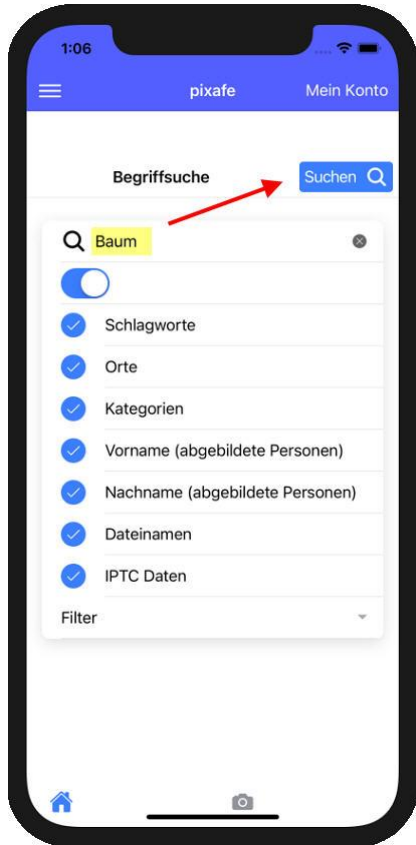 1:06
pixafe Mein Konto
Begriffsuche Suchen
Baum
Schlagworte
Orte
Kategorien
Vorname (abgebildete Personen)
Nachname (abgebildete Personen)
Dateinamen
IPTC Daten
Filter